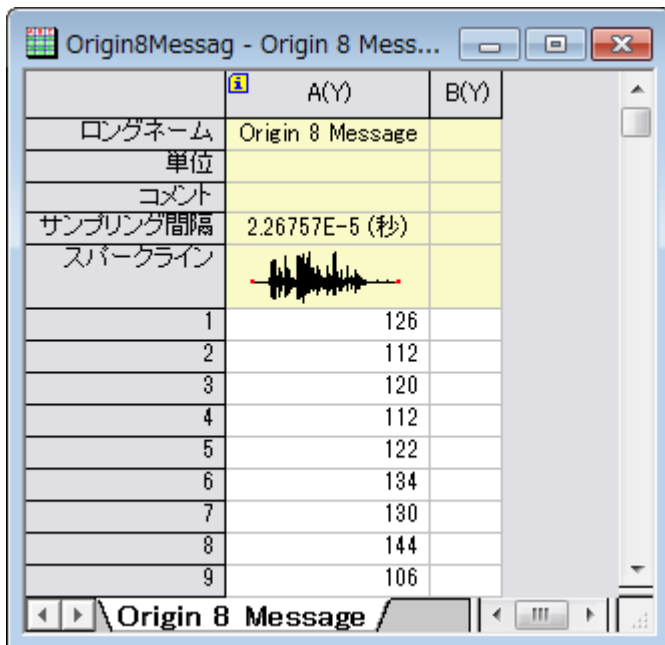 Origin8Messag - Origin 8 Mess...
A(Y) B(Y)
ロングネーム Origin 8 Message
単位
コメント
サンプリング間隔 2.26757E-5 (秒)
スパークライン
1 126
2 112
3 120
4 112
5 122
6 134
7 130
8 144
9 106
Origin 8 Message